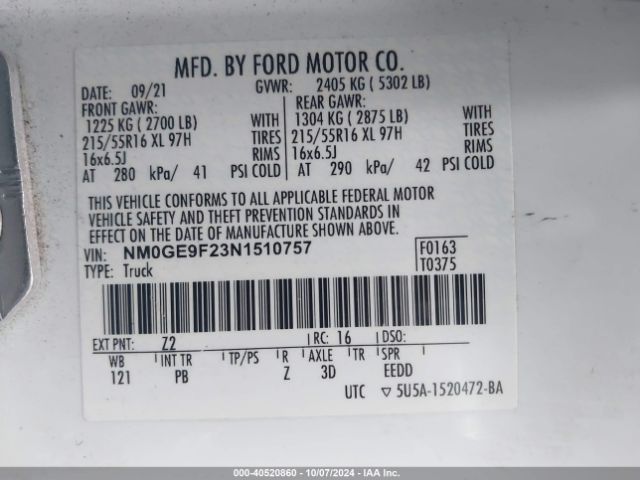 MFD. BY FORD MOTOR CO.
DATE: 09/21 GVWR: 2405 KG ( 5302 LB)
FRONT GAWR: REAR GAWR:
1225 KG ( 2700 LB) WITH 1304 KG ( 2875 LB) WITH
215/55R16 XL 97H TIRES 215/55R16 XL 97H TIRES
16x6.5J RIMS 16x6.5J RIMS
AT 280 kPa/ 41 PSI COLD AT 290 kPa/ 42 PSI COLD
THIS VEHICLE CONFORMS TO ALL APPLICABLE FEDERAL MOTOR
VEHICLE SAFETY AND THEFT PREVENTION STANDARDS IN
EFFECT ON THE DATE OF MANUFACTURE SHOWN ABOVE.
VIN: NM0GE9F23N1510757 F0163
TYPE: Truck T0375
EXT PNT: Z2 RC: 16 DSO:
WB INT TR TP/PS R AXLE TR SPR
121 PB Z 3D EEDD
UTC ▽ 5U5A-1520472-BA
000-40520860 - 10/07/2024 - IAAI.COM